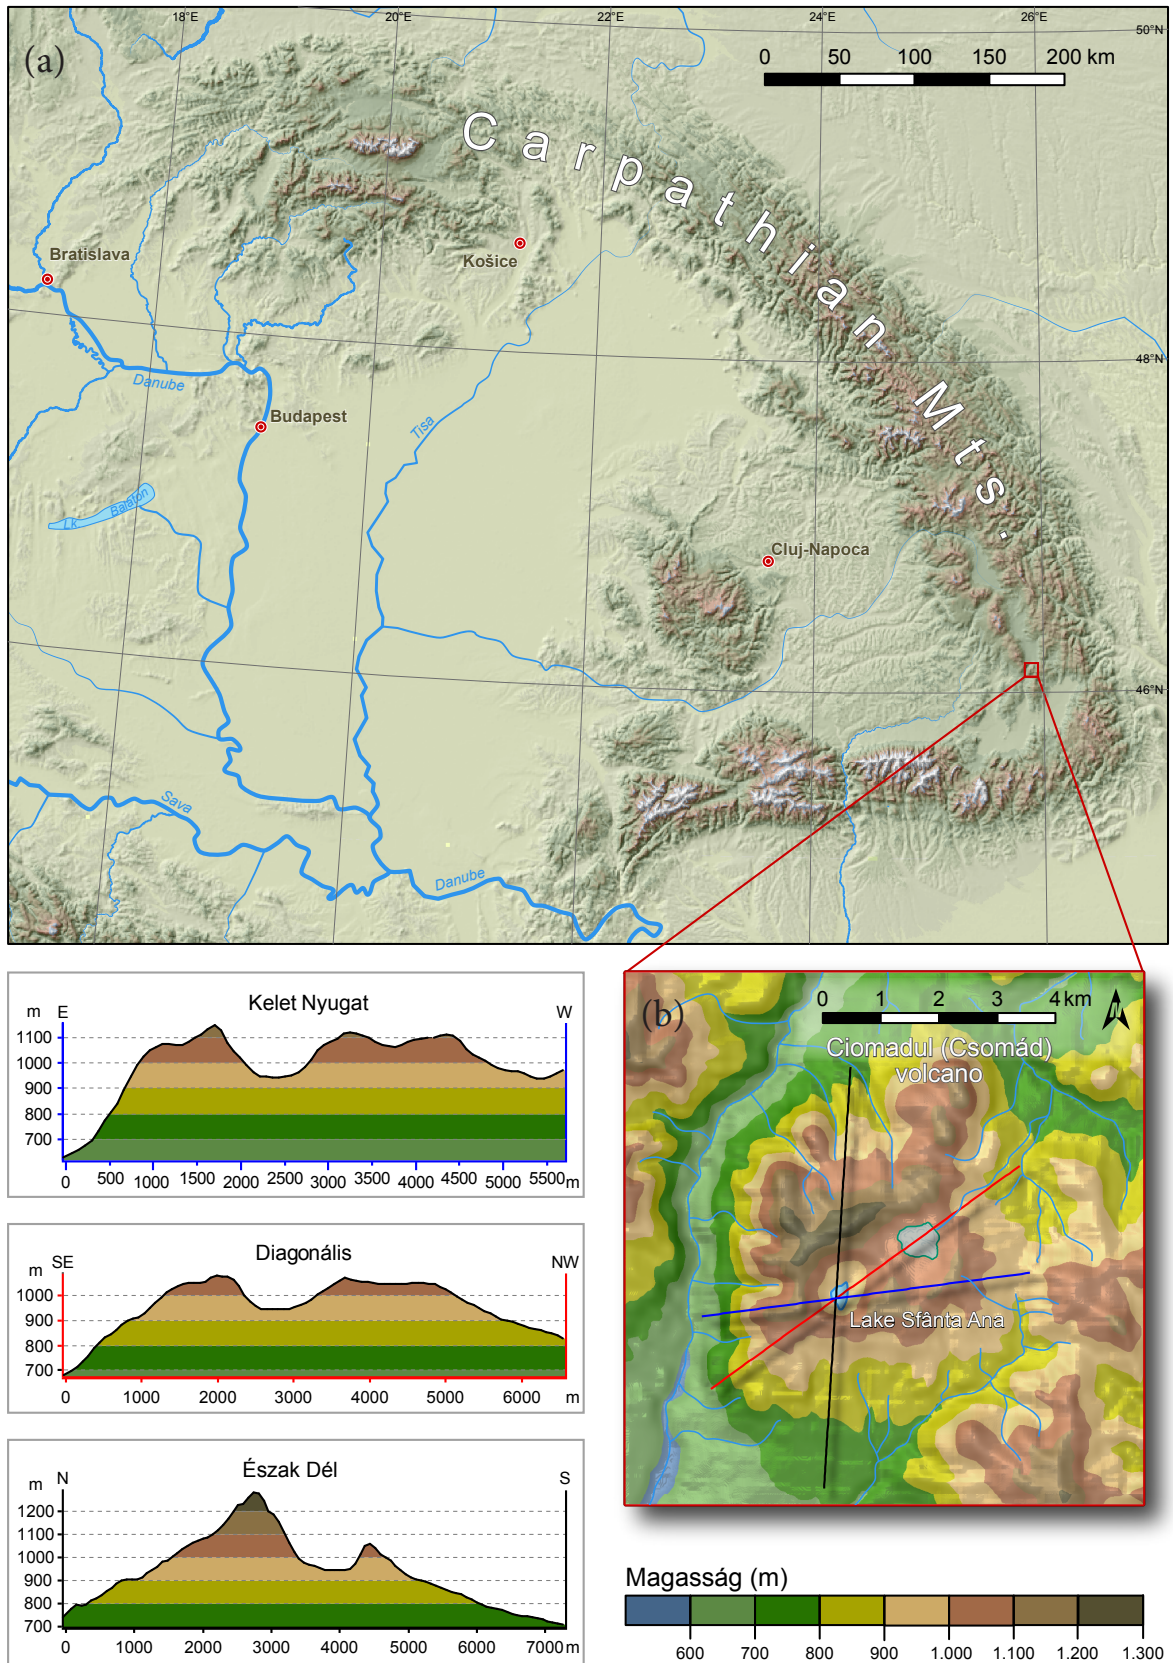 (a)
18°E 20°E 22°E 24°E 26°E
50°N
0 50 100 150 200 km
Carpathian Mts.
Bratislava
Košice
48°N
Danube
Budapest
Tisa
Lk Balaton
Cluj-Napoca
46°N
Sava
Danube
Kelet Nyugat
m E W
1100
1000
900
800
700
0 500 1000 1500 2000 2500 3000 3500 4000 4500 5000 5500 m
Diagonális
SE NW
m
1000
900
800
700
0 1000 2000 3000 4000 5000 6000 m
Észak Dél
m N S
1200
1100
1000
900
800
700
0 1000 2000 3000 4000 5000 6000 7000 m
(b)
0 1 2 3 4 km
N
Ciomadul (Csomád)
volcano
Lake Sfânta Ana
Magasság (m)
600 700 800 900 1.000 1.100 1.200 1.300